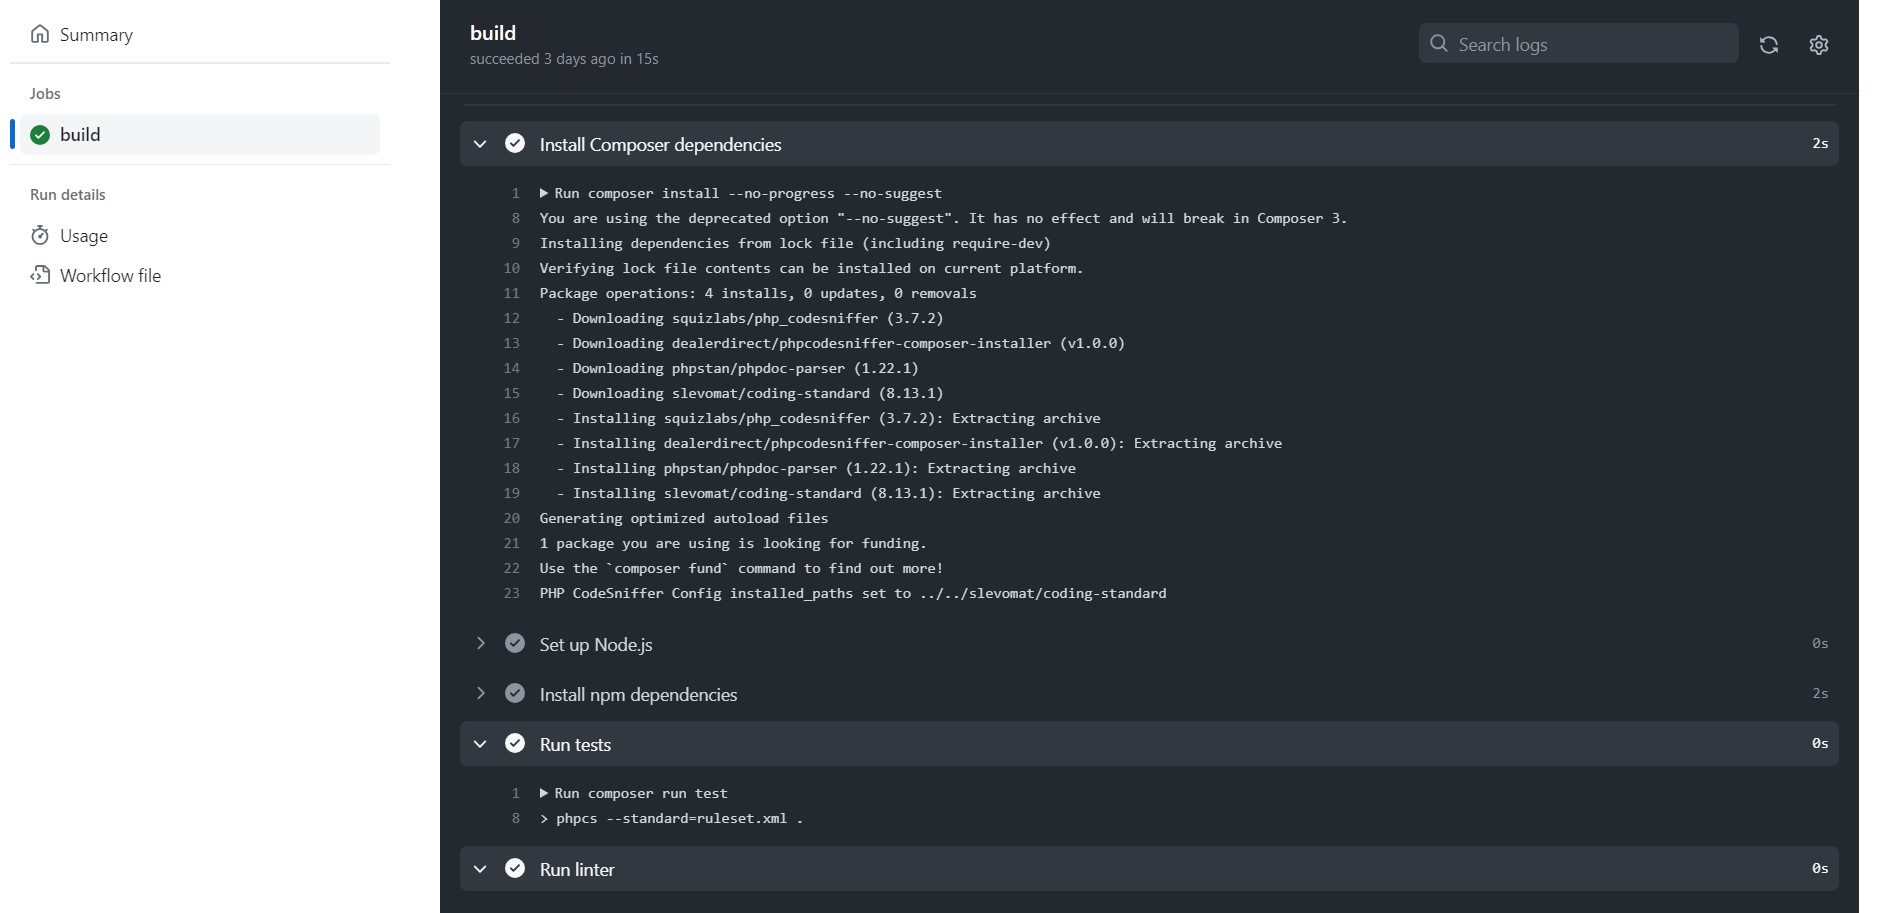 Summary
Jobs
build
Run details
Usage
Workflow file
build
succeeded 3 days ago in 15s
Search logs
Install Composer dependencies 2s
1 Run composer install --no-progress --no-suggest
8 You are using the deprecated option "--no-suggest". It has no effect and will break in Composer 3.
9 Installing dependencies from lock file (including require-dev)
10 Verifying lock file contents can be installed on current platform.
11 Package operations: 4 installs, 0 updates, 0 removals
12 - Downloading squizlabs/php_codesniffer (3.7.2)
13 - Downloading dealerdirect/phpcodesniffer-composer-installer (v1.0.0)
14 - Downloading phpstan/phpdoc-parser (1.22.1)
15 - Downloading slevomat/coding-standard (8.13.1)
16 - Installing squizlabs/php_codesniffer (3.7.2): Extracting archive
17 - Installing dealerdirect/phpcodesniffer-composer-installer (v1.0.0): Extracting archive
18 - Installing phpstan/phpdoc-parser (1.22.1): Extracting archive
19 - Installing slevomat/coding-standard (8.13.1): Extracting archive
20 Generating optimized autoload files
21 1 package you are using is looking for funding.
22 Use the `composer fund` command to find out more!
23 PHP CodeSniffer Config installed_paths set to ../../slevomat/coding-standard
Set up Node.js 0s
Install npm dependencies 2s
Run tests 0s
1 Run composer run test
8 > phpcs --standard=ruleset.xml .
Run linter 0s